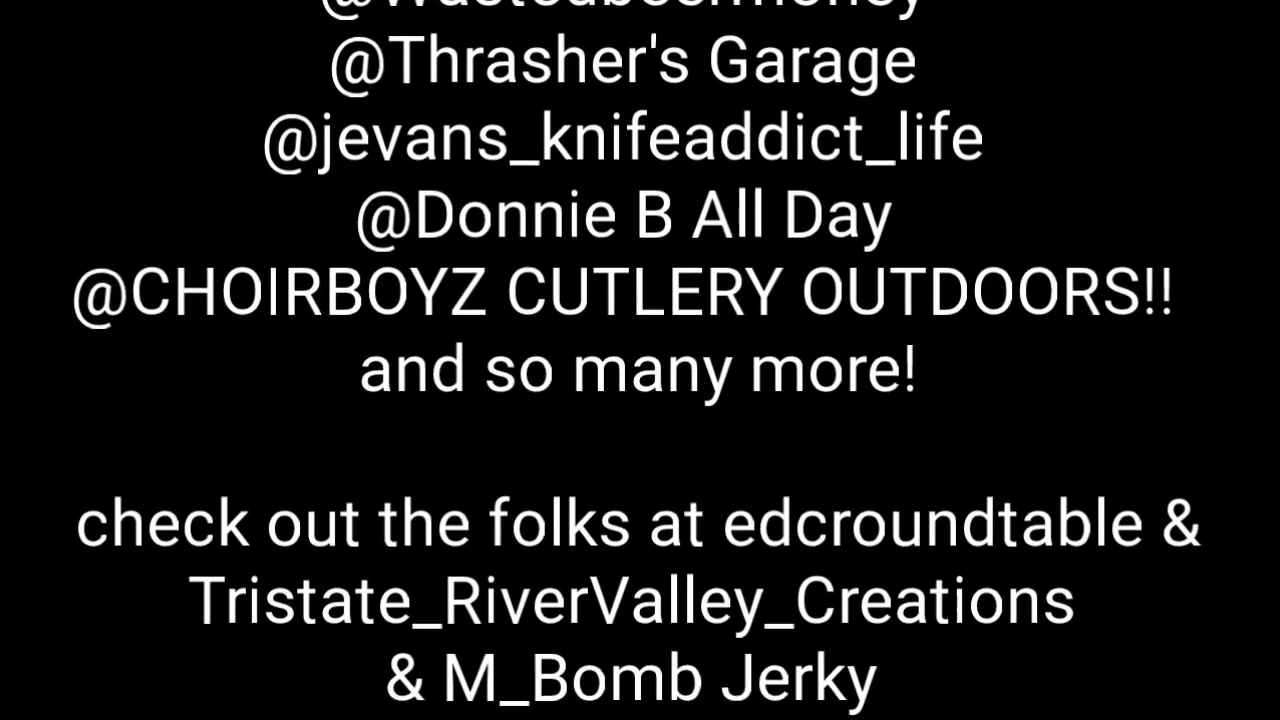 @Thrasher's Garage
@jevans_knifeaddict_life
@Donnie B All Day
@CHOIRBOYZ CUTLERY OUTDOORS!!
and so many more!
check out the folks at edcroundtable &
Tristate_RiverValley_Creations
& M_Bomb Jerky